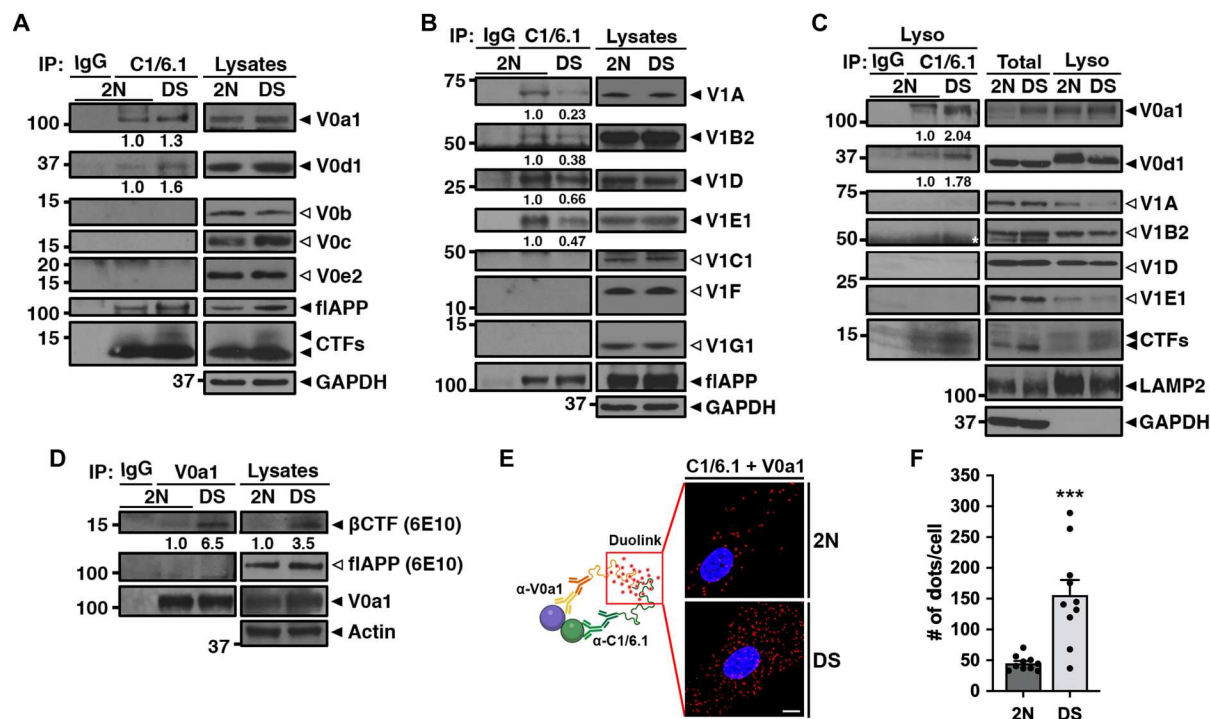 A
IP: IgG C1/6.1 Lysates
2N DS 2N DS
100 V0a1
1.0 1.3
37 V0d1
1.0 1.6
15 V0b
15 V0c
20
15 V0e2
100 flAPP
15 CTFs
37 GAPDH
B
IP: IgG C1/6.1 Lysates
2N DS 2N DS
75 V1A
1.0 0.23
50 V1B2
1.0 0.38
25 V1D
1.0 0.66
V1E1
1.0 0.47
50 V1C1
10 V1F
15 V1G1
100 flAPP
37 GAPDH
C
Lyso
IP: IgG C1/6.1 Total Lyso
2N DS 2N DS 2N DS
100 V0a1
1.0 2.04
37 V0d1
1.0 1.78
75 V1A
50 * V1B2
25 V1D
V1E1
15 CTFs
100 LAMP2
37 GAPDH
D
IP: IgG V0a1 Lysates
2N DS 2N DS
15 βCTF (6E10)
1.0 6.5 1.0 3.5
100 flAPP (6E10)
100 V0a1
37 Actin
E
C1/6.1 + V0a1
Duolink
α-V0a1
α-C1/6.1
2N
DS
F
# of dots/cell
350
300
250
200
150
100
50
0
***
2N DS